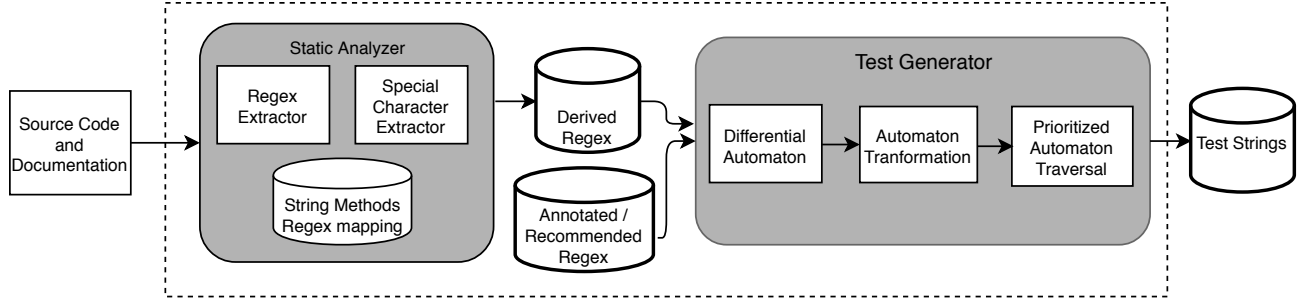 Source Code
and
Documentation
Static Analyzer
Regex
Extractor
Special
Character
Extractor
String Methods
Regex mapping
Derived
Regex
Annotated /
Recommended
Regex
Test Generator
Differential
Automaton
Automaton
Tranformation
Prioritized
Automaton
Traversal
Test Strings